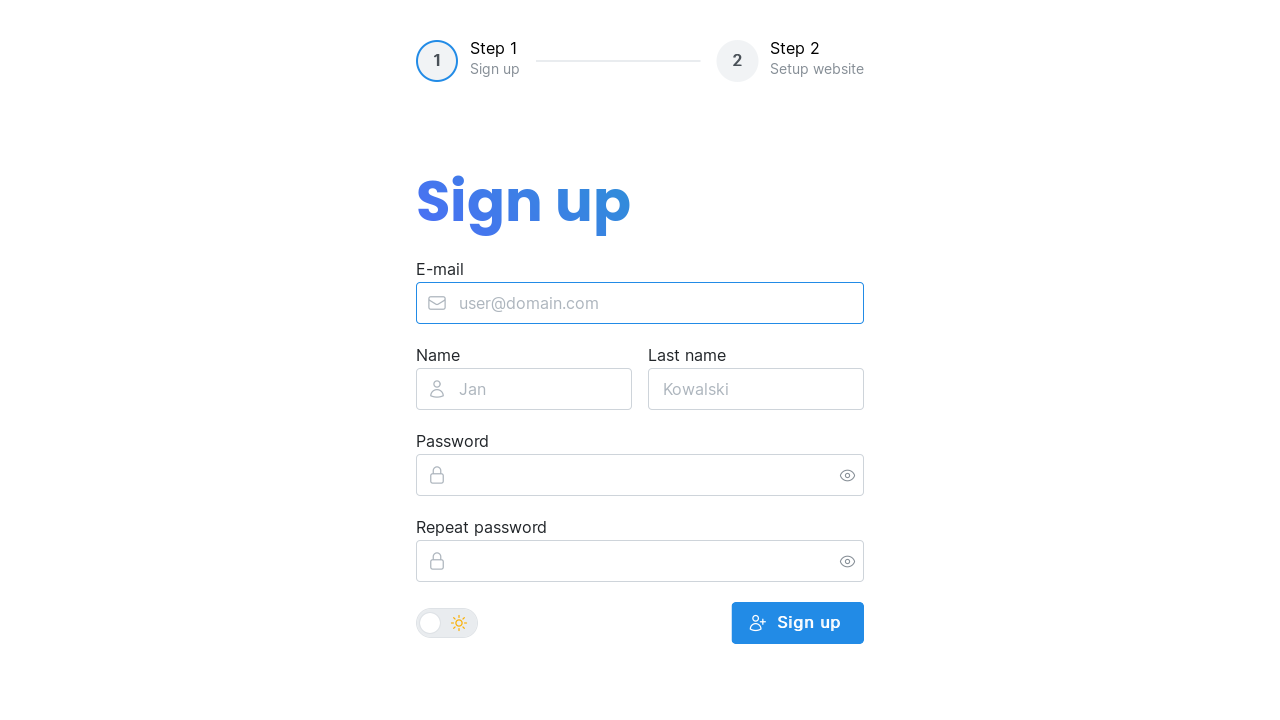 1
Step 1
Sign up
2
Step 2
Setup website
Sign up
E-mail
user@domain.com
Name
Last name
Jan
Kowalski
Password
Repeat password
Sign up